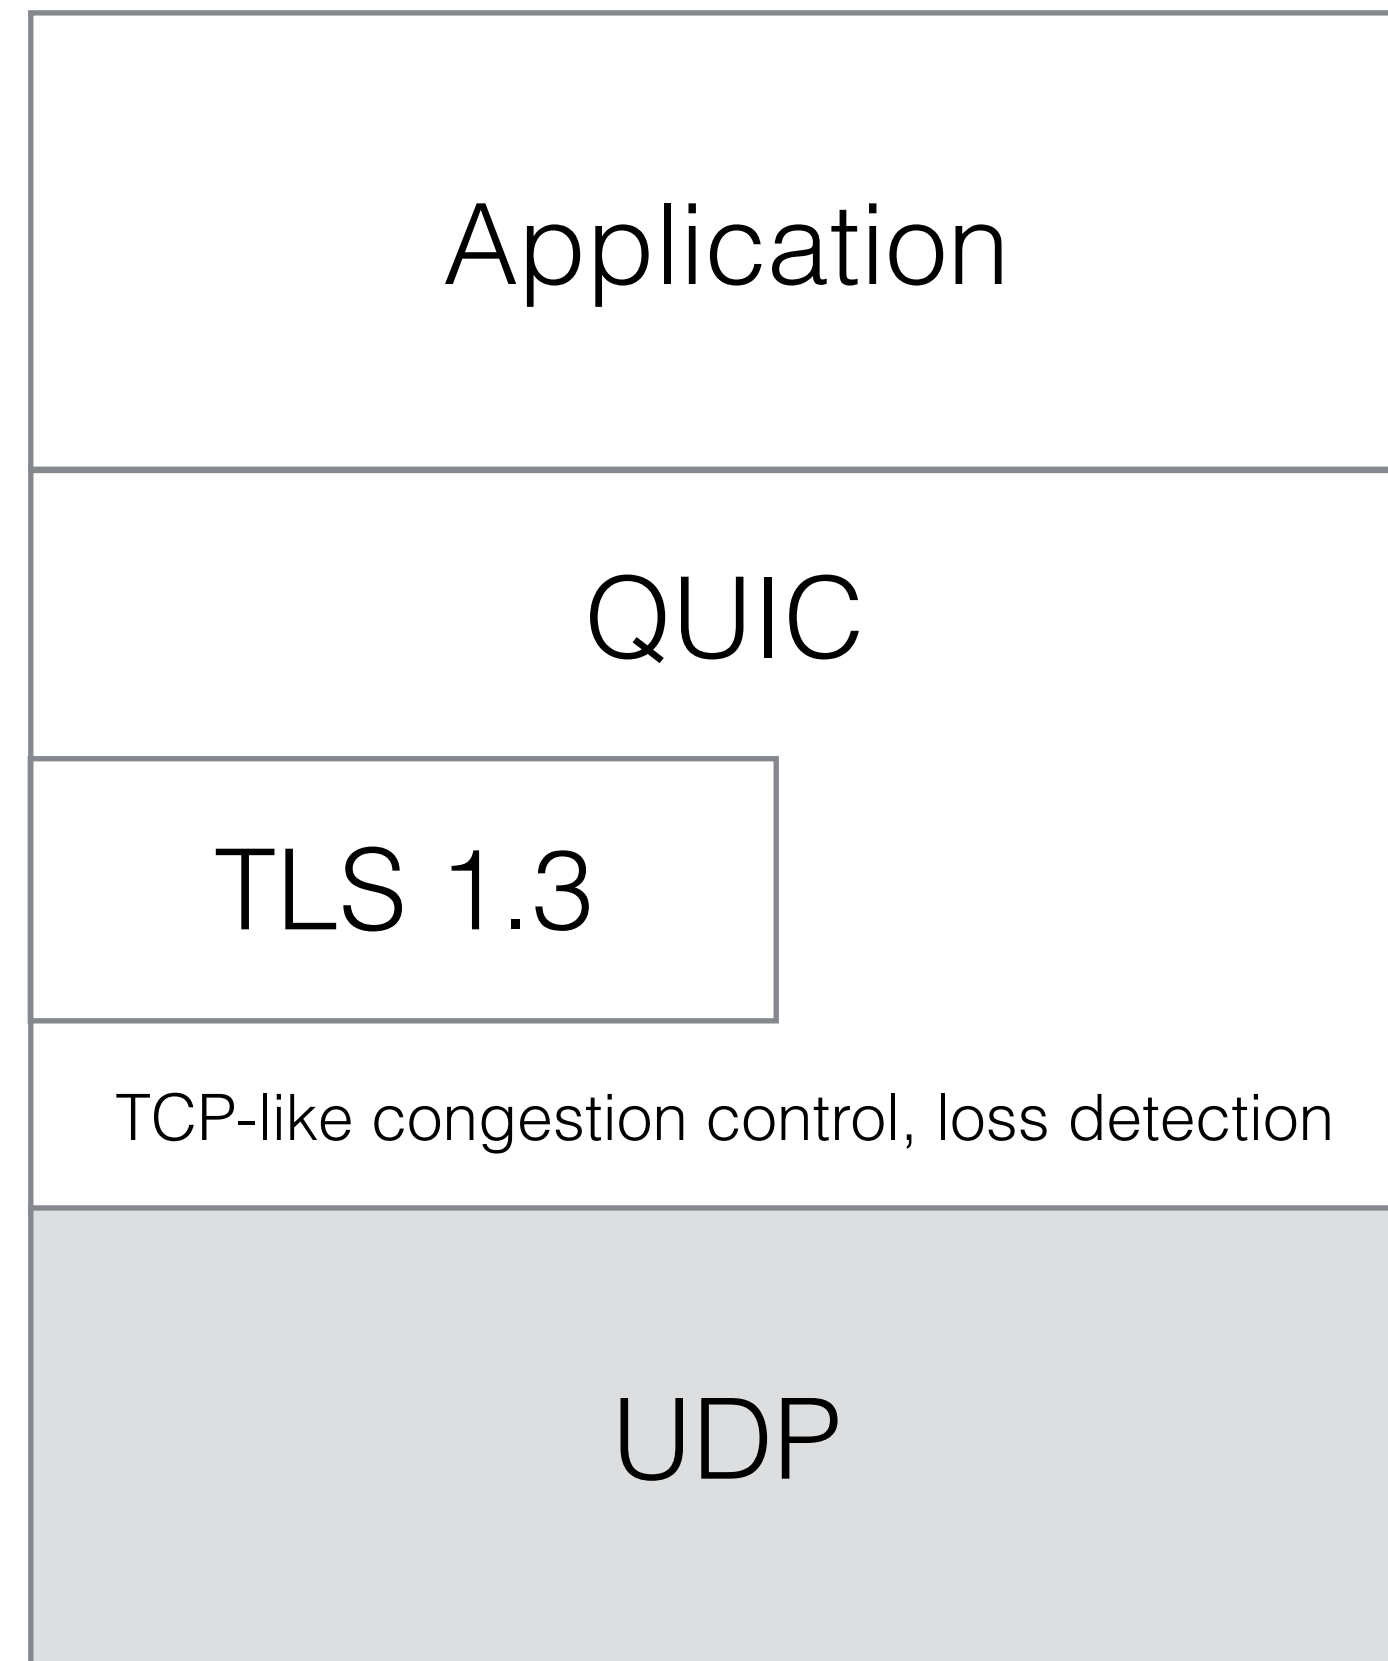 Application
QUIC
TLS 1.3
TCP-like congestion control, loss detection
UDP